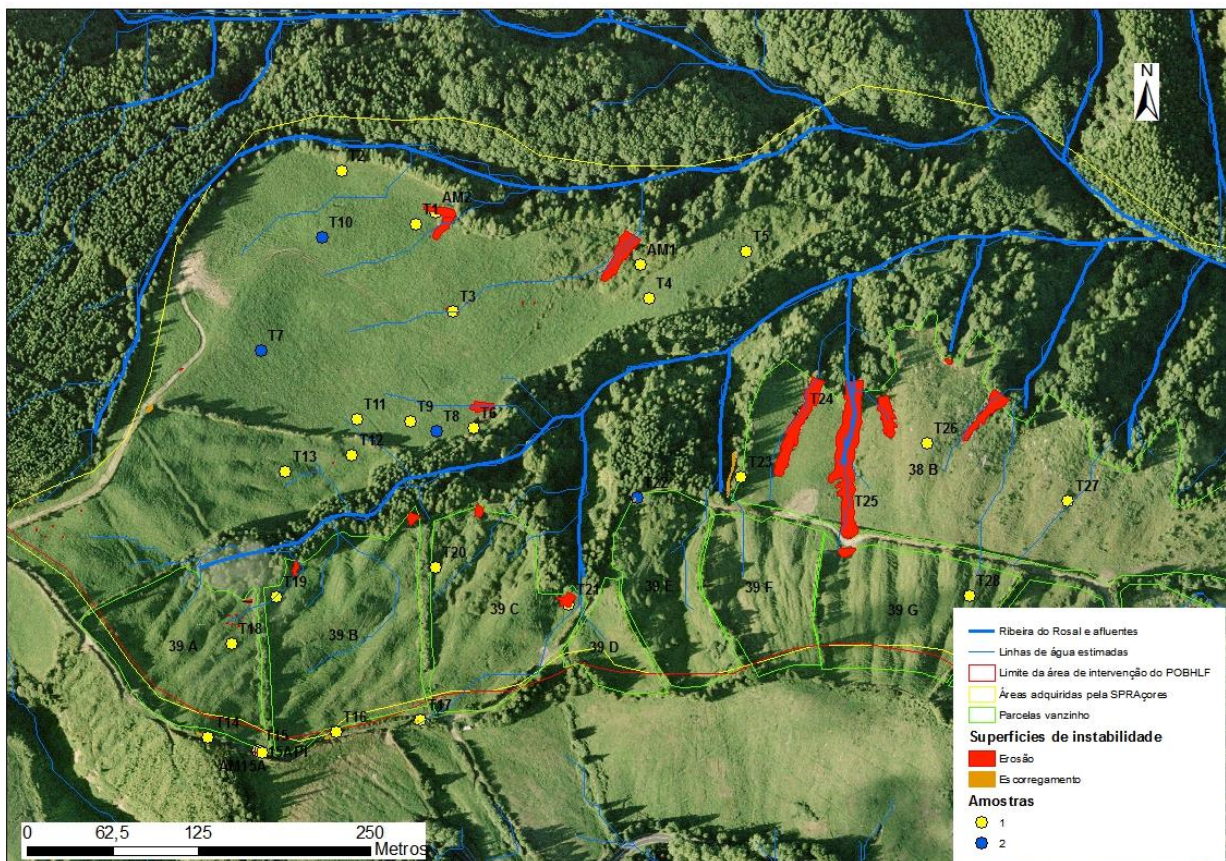 N
T2
AM2
T1
T10
T5
AM1
T4
T3
T7
T24
T11
T9
T8
T6
T26
T12
T13
T23
38 B
T22
T25
T27
T20
T19
T21
39 E
39 F
T28
39 C
39 G
39 B
T18
39 A
39 D
T17
T16
T14
T15
AM15A
Ribeira do Rosal e afluentes
Linhas de água estimadas
Limite da área de intervenção do POBHLF
Áreas adquiridas pela SPRAçores
Parcelas vanzinho
Superfícies de instabilidade
Erosão
Escorregamento
Amostras
1
2
0 62,5 125 250
Metros